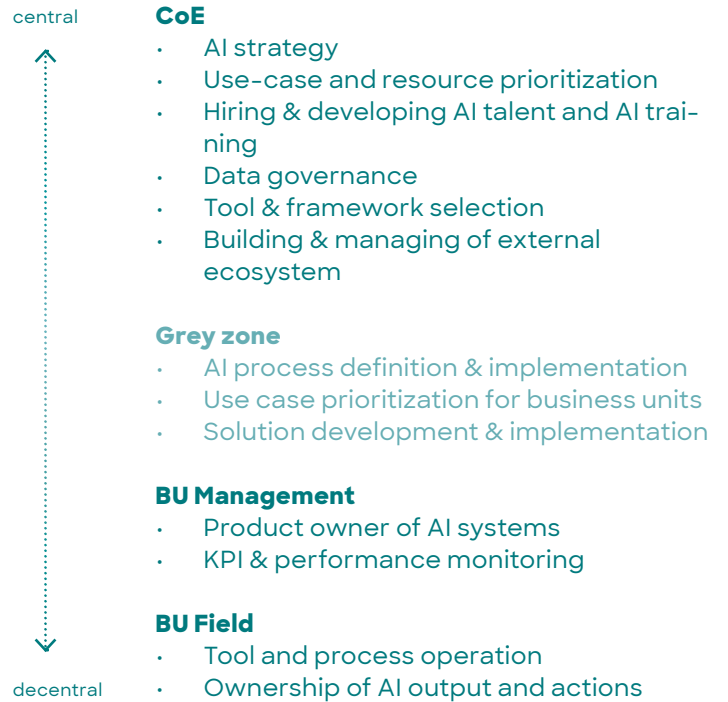 central
CoE
• AI strategy
• Use-case and resource prioritization
• Hiring & developing AI talent and AI trai-
ning
• Data governance
• Tool & framework selection
• Building & managing of external
ecosystem
Grey zone
• AI process definition & implementation
• Use case prioritization for business units
• Solution development & implementation
BU Management
• Product owner of AI systems
• KPI & performance monitoring
BU Field
• Tool and process operation
• Ownership of AI output and actions
decentral